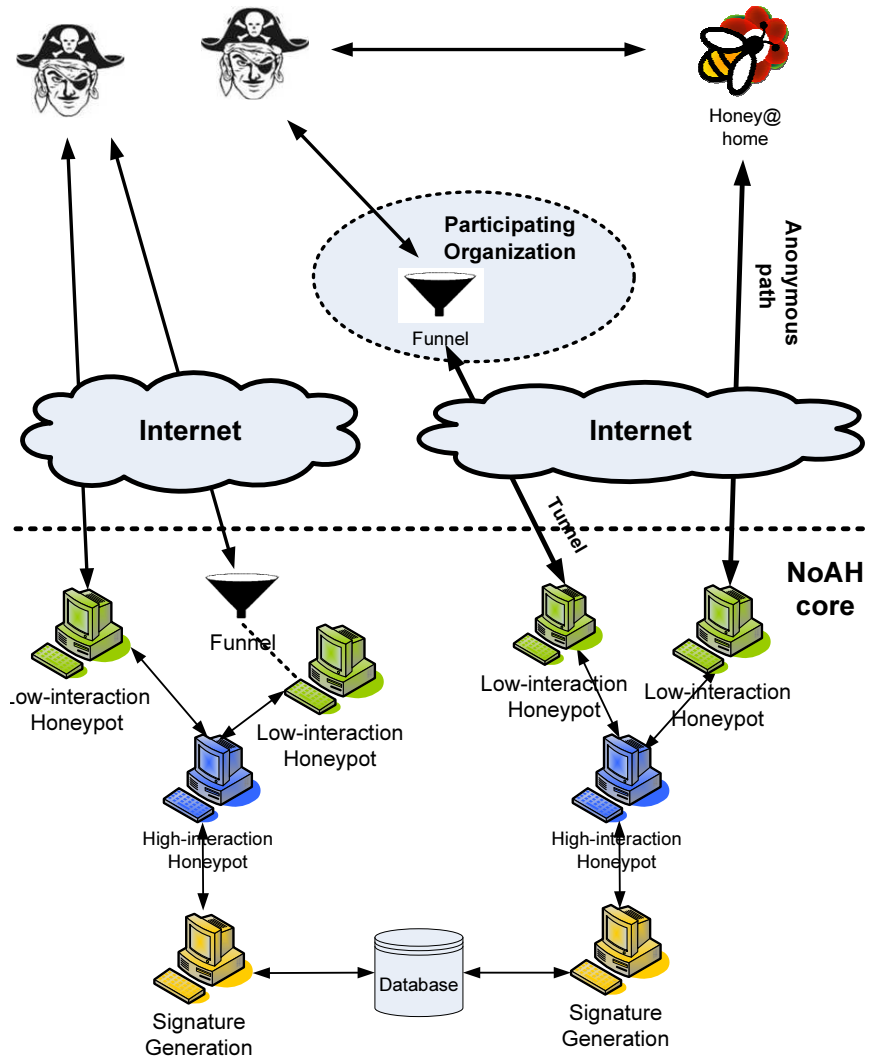 Honey@
home
Participating
Organization
Funnel
Anonymous
path
Internet
Internet
Tunnel
NoAH
core
Funnel
Low-interaction
Honeypot
Low-interaction
Honeypot
Low-interaction
Honeypot
Low-interaction
Honeypot
High-interaction
Honeypot
High-interaction
Honeypot
Database
Signature
Generation
Signature
Generation